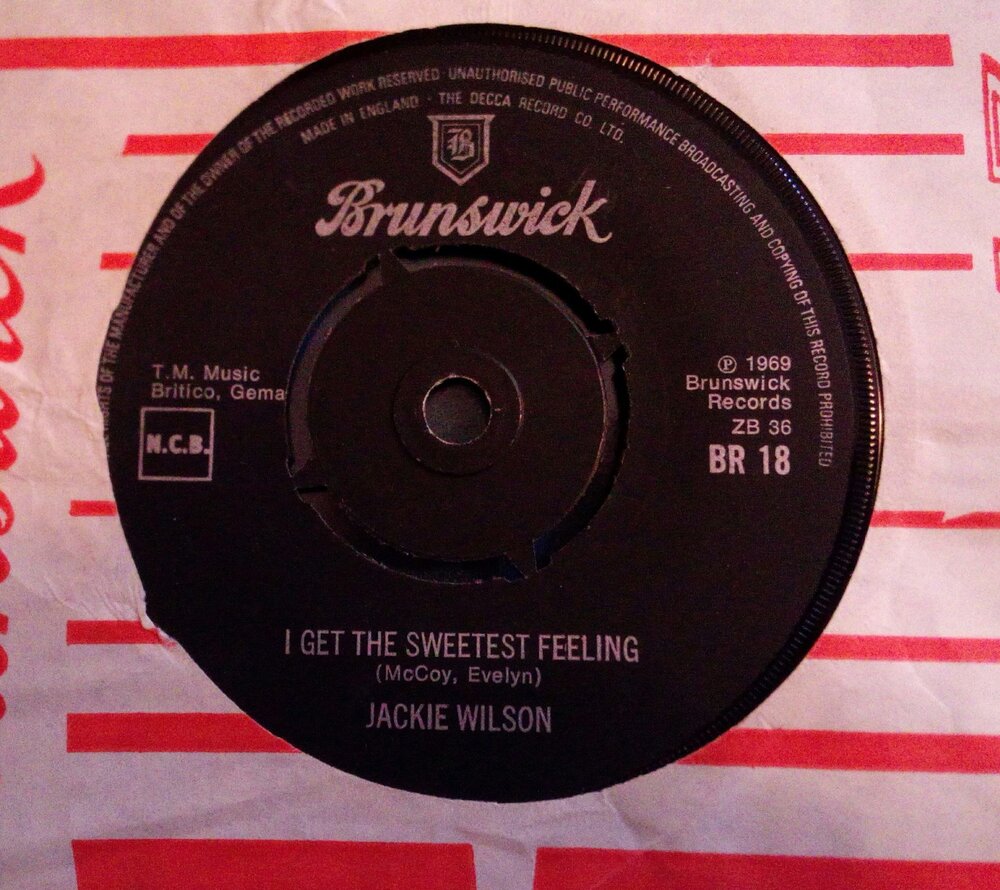 RIGHTS OF THE MANUFACTURER AND OF THE OWNER OF THE RECORDED WORK RESERVED · UNAUTHORISED PUBLIC PERFORMANCE BROADCASTING AND COPYING OF THIS RECORD PROHIBITED
MADE IN ENGLAND · THE DECCA RECORD CO. LTD.
B
Brunswick
T.M. Music
Britico, Gema
N.C.B.
℗ 1969
Brunswick
Records
ZB 36
BR 18
I GET THE SWEETEST FEELING
(McCoy, Evelyn)
JACKIE WILSON